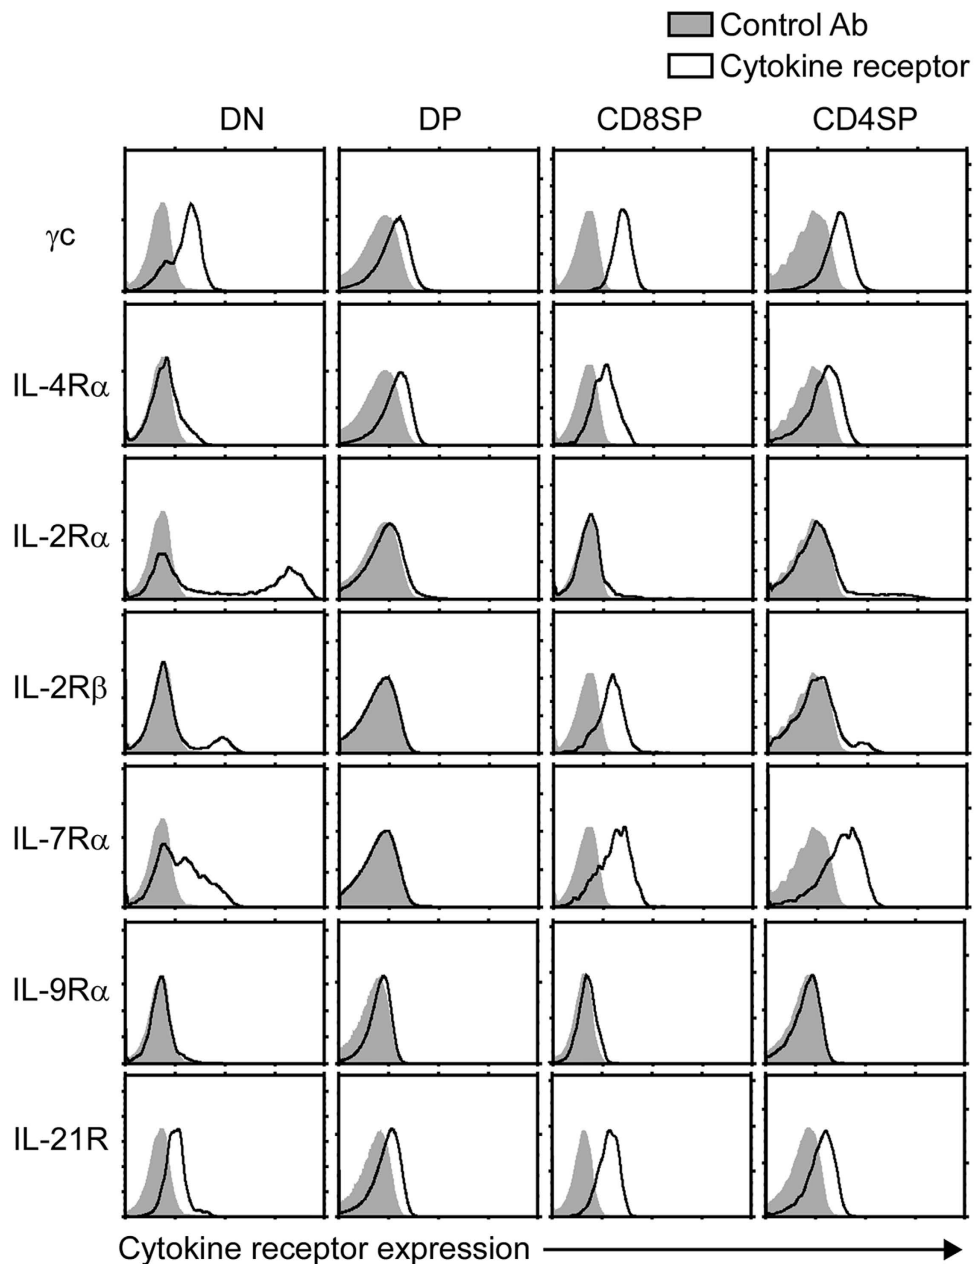 Control Ab
Cytokine receptor
DN DP CD8SP CD4SP
γc
IL-4Rα
IL-2Rα
IL-2Rβ
IL-7Rα
IL-9Rα
IL-21R
Cytokine receptor expression